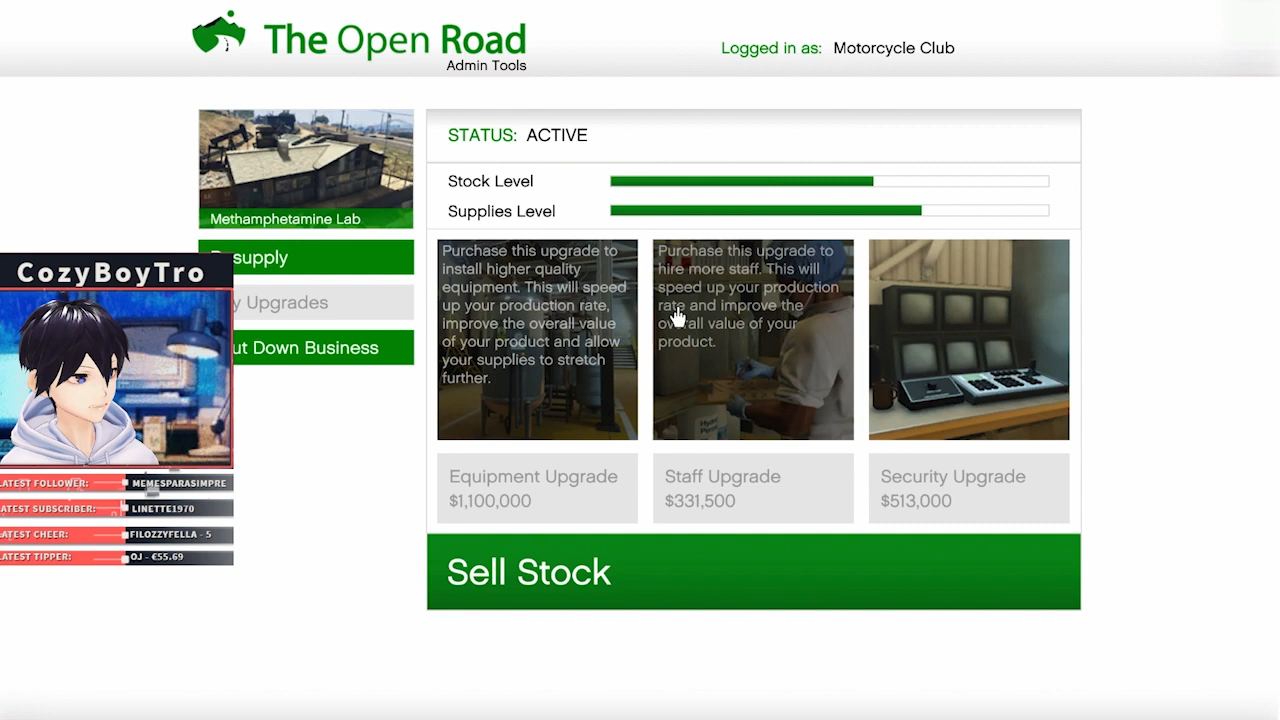 The Open Road
Admin Tools
Logged in as: Motorcycle Club
Methamphetamine Lab
STATUS: ACTIVE
Stock Level
Supplies Level
supply
y Upgrades
ut Down Business
Purchase this upgrade to
install higher quality
equipment. This will speed
up your production rate,
improve the overall value
of your product and allow
your supplies to stretch
further.
Purchase this upgrade to
hire more staff. This will
speed up your production
rate and improve the
overall value of your
product.
Equipment Upgrade
$1,100,000
Staff Upgrade
$331,500
Security Upgrade
$513,000
Sell Stock
CozyBoyTro
LATEST FOLLOWER: MEMESPARASIMPRE
LATEST SUBSCRIBER: LINETTE1970
LATEST CHEER: FILOZZYFELLA - 5
LATEST TIPPER: OJ - €55.69